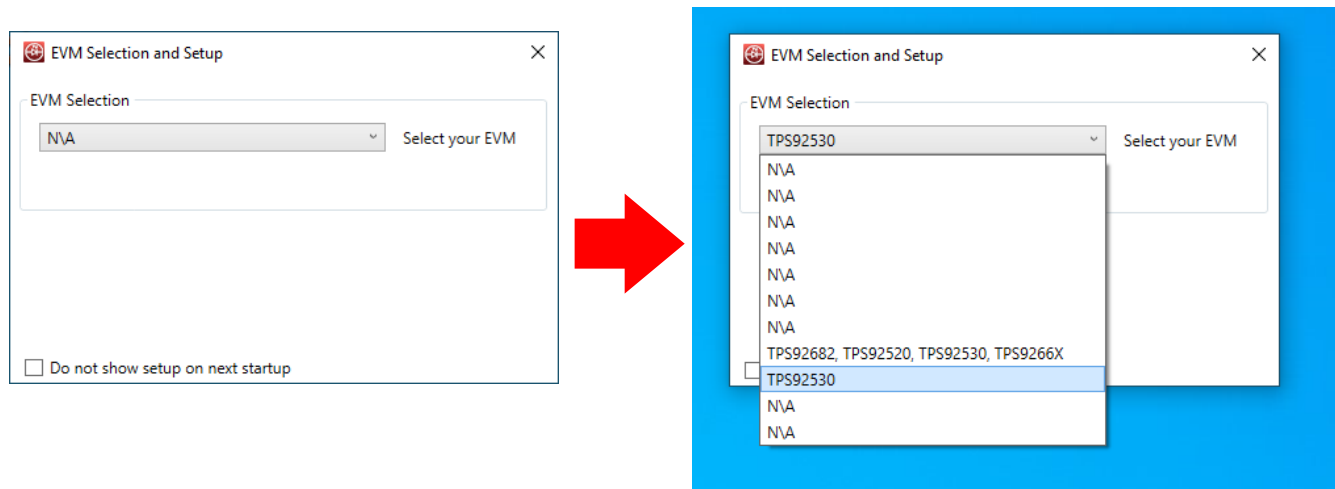 EVM Selection and Setup
EVM Selection
N\A
Select your EVM
Do not show setup on next startup
EVM Selection and Setup
EVM Selection
TPS92530
Select your EVM
N\A
N\A
N\A
N\A
N\A
N\A
N\A
TPS92682, TPS92520, TPS92530, TPS9266X
TPS92530
N\A
N\A